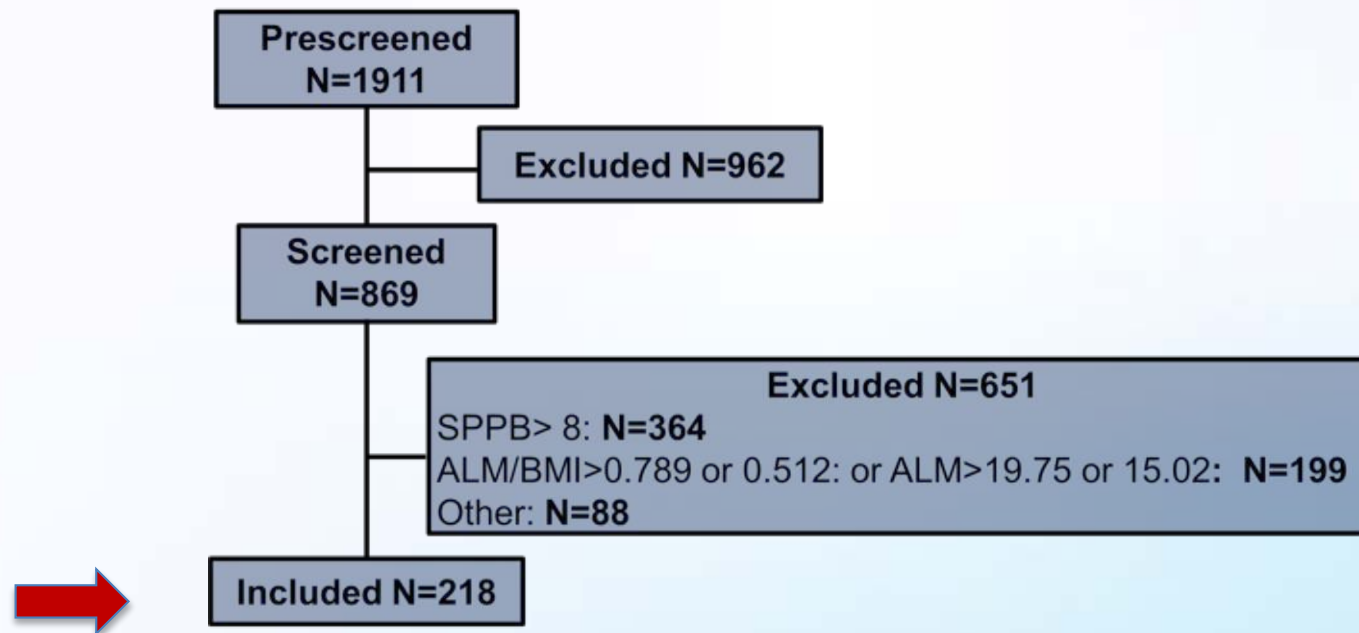 Prescreened
N=1911
Excluded N=962
Screened
N=869
Excluded N=651
SPPB> 8: N=364
ALM/BMI>0.789 or 0.512: or ALM>19.75 or 15.02: N=199
Other: N=88
Included N=218